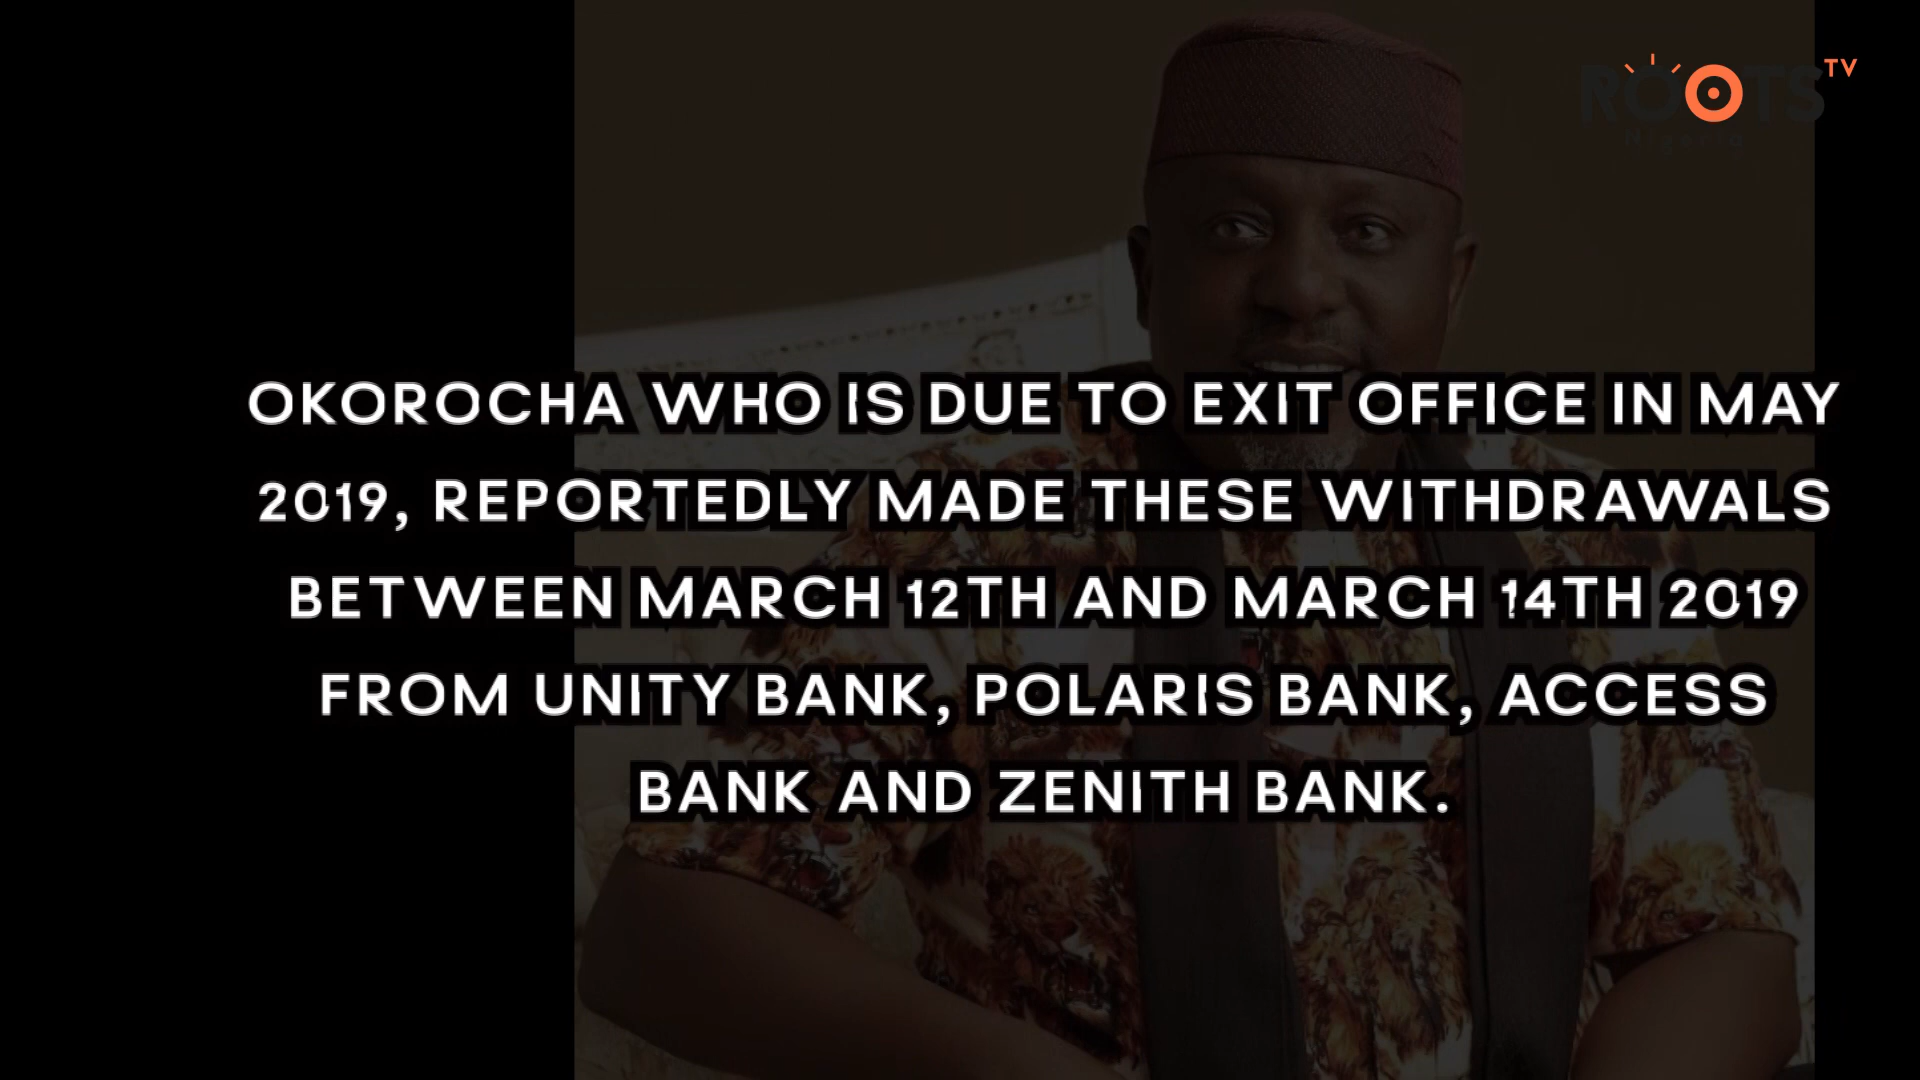 ROOTS TV
Nigeria
OKOROCHA WHO IS DUE TO EXIT OFFICE IN MAY
2019, REPORTEDLY MADE THESE WITHDRAWALS
BETWEEN MARCH 12TH AND MARCH 14TH 2019
FROM UNITY BANK, POLARIS BANK, ACCESS
BANK AND ZENITH BANK.